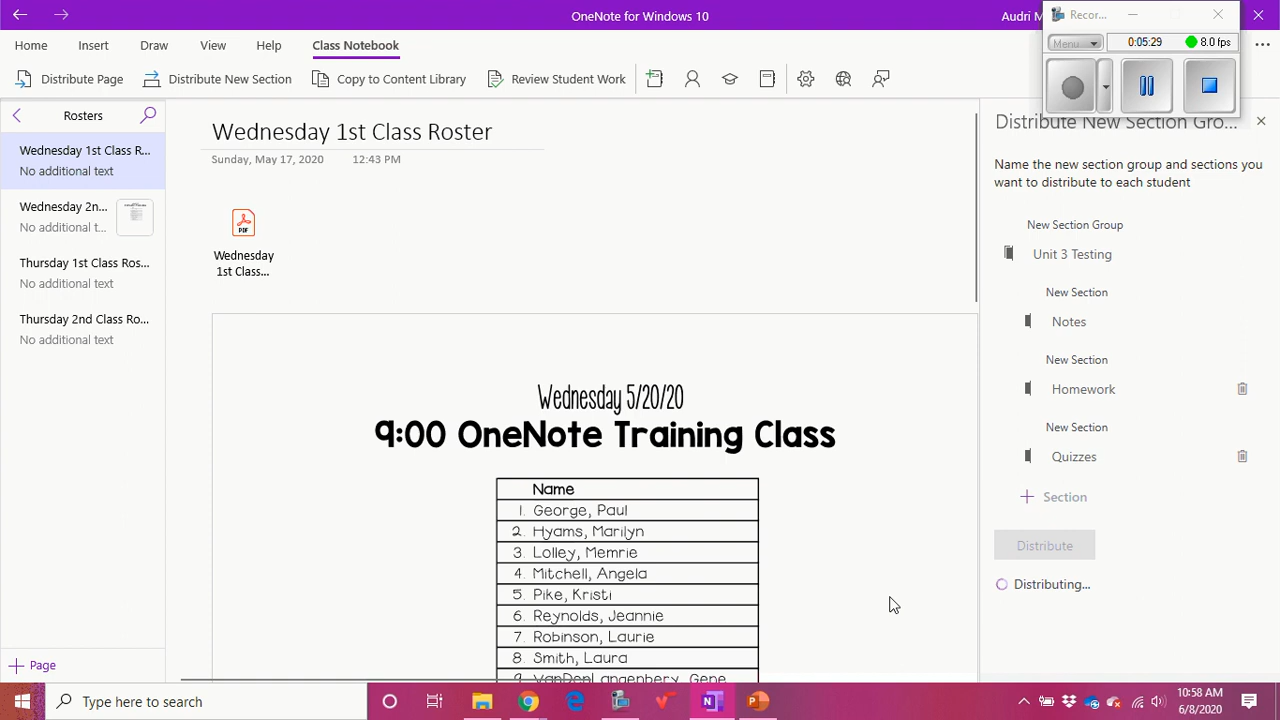 OneNote for Windows 10
Audri M
Recor...
Menu
0:05:29
8.0 fps
Home
Insert
Draw
View
Help
Class Notebook
Distribute Page
Distribute New Section
Copy to Content Library
Review Student Work
Rosters
Wednesday 1st Class R...
No additional text
Wednesday 2n...
No additional t...
Thursday 1st Class Ros...
No additional text
Thursday 2nd Class Ro...
No additional text
Page
Wednesday 1st Class Roster
Sunday, May 17, 2020
12:43 PM
PDF
Wednesday
1st Class...
Wednesday 5/20/20
9:00 OneNote Training Class
Name
1. George, Paul
2. Hyams, Marilyn
3. Lolley, Memrie
4. Mitchell, Angela
5. Pike, Kristi
6. Reynolds, Jeannie
7. Robinson, Laurie
8. Smith, Laura
9. VanDenLangenbery, Gene
Distribute New Section Gro...
Name the new section group and sections you
want to distribute to each student
New Section Group
Unit 3 Testing
New Section
Notes
New Section
Homework
New Section
Quizzes
Section
Distribute
Distributing...
Type here to search
10:58 AM
6/8/2020